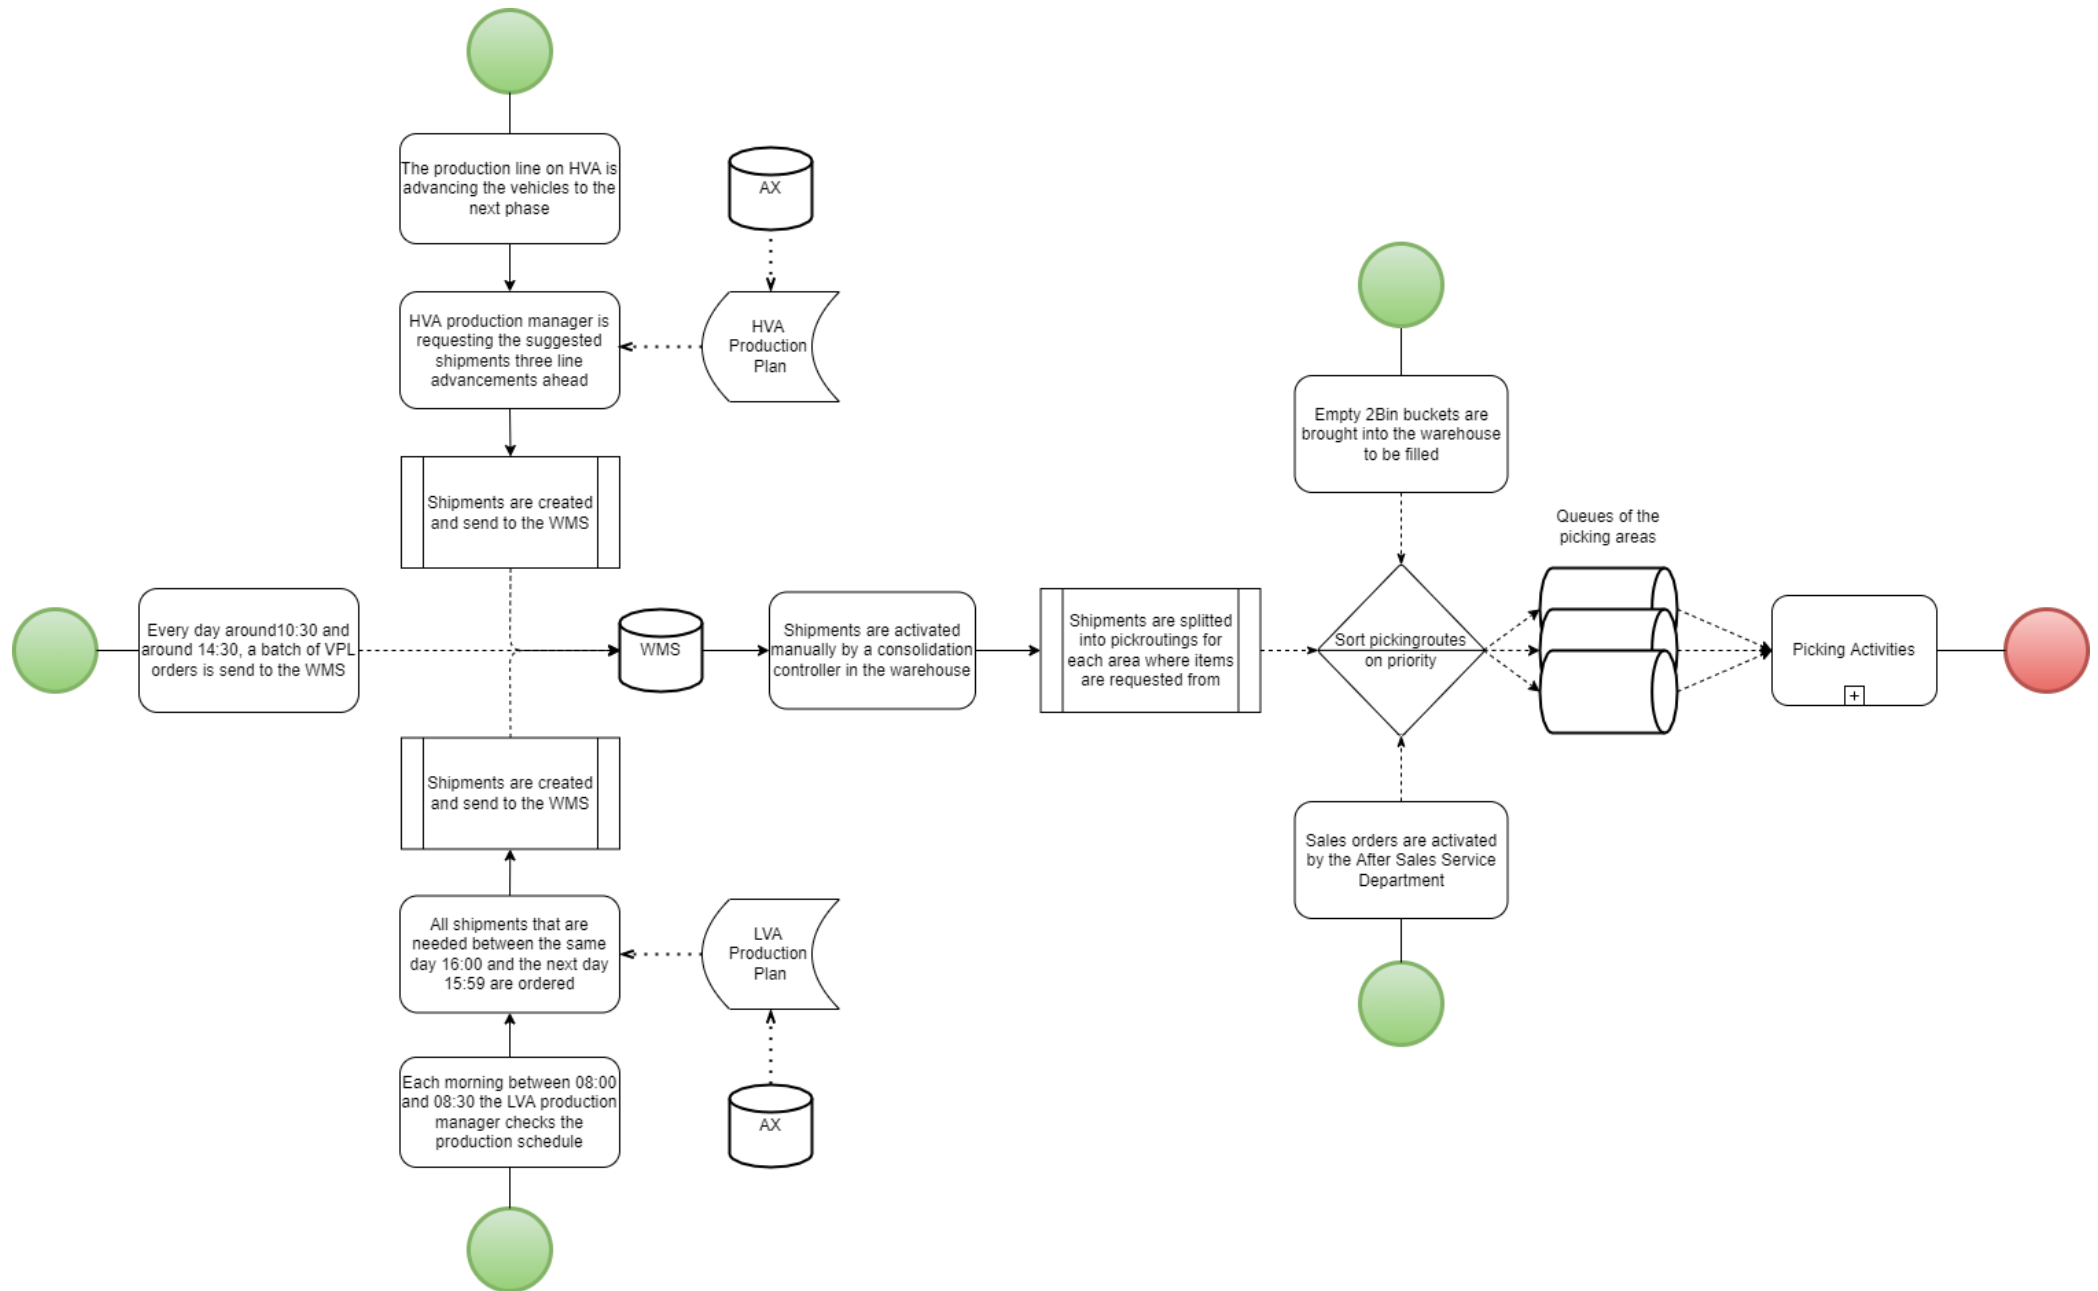 The production line on HVA is
advancing the vehicles to the
next phase
AX
HVA production manager is
requesting the suggested
shipments three line
advancements ahead
HVA
Production
Plan
Shipments are created
and send to the WMS
Every day around10:30 and
around 14:30, a batch of VPL
orders is send to the WMS
WMS
Shipments are activated
manually by a consolidation
controller in the warehouse
Shipments are splitted
into pickroutings for
each area where items
are requested from
Empty 2Bin buckets are
brought into the warehouse
to be filled
Sort pickingroutes
on priority
Queues of the
picking areas
Picking Activities
+
Shipments are created
and send to the WMS
Sales orders are activated
by the After Sales Service
Department
All shipments that are
needed between the same
day 16:00 and the next day
15:59 are ordered
LVA
Production
Plan
Each morning between 08:00
and 08:30 the LVA production
manager checks the
production schedule
AX